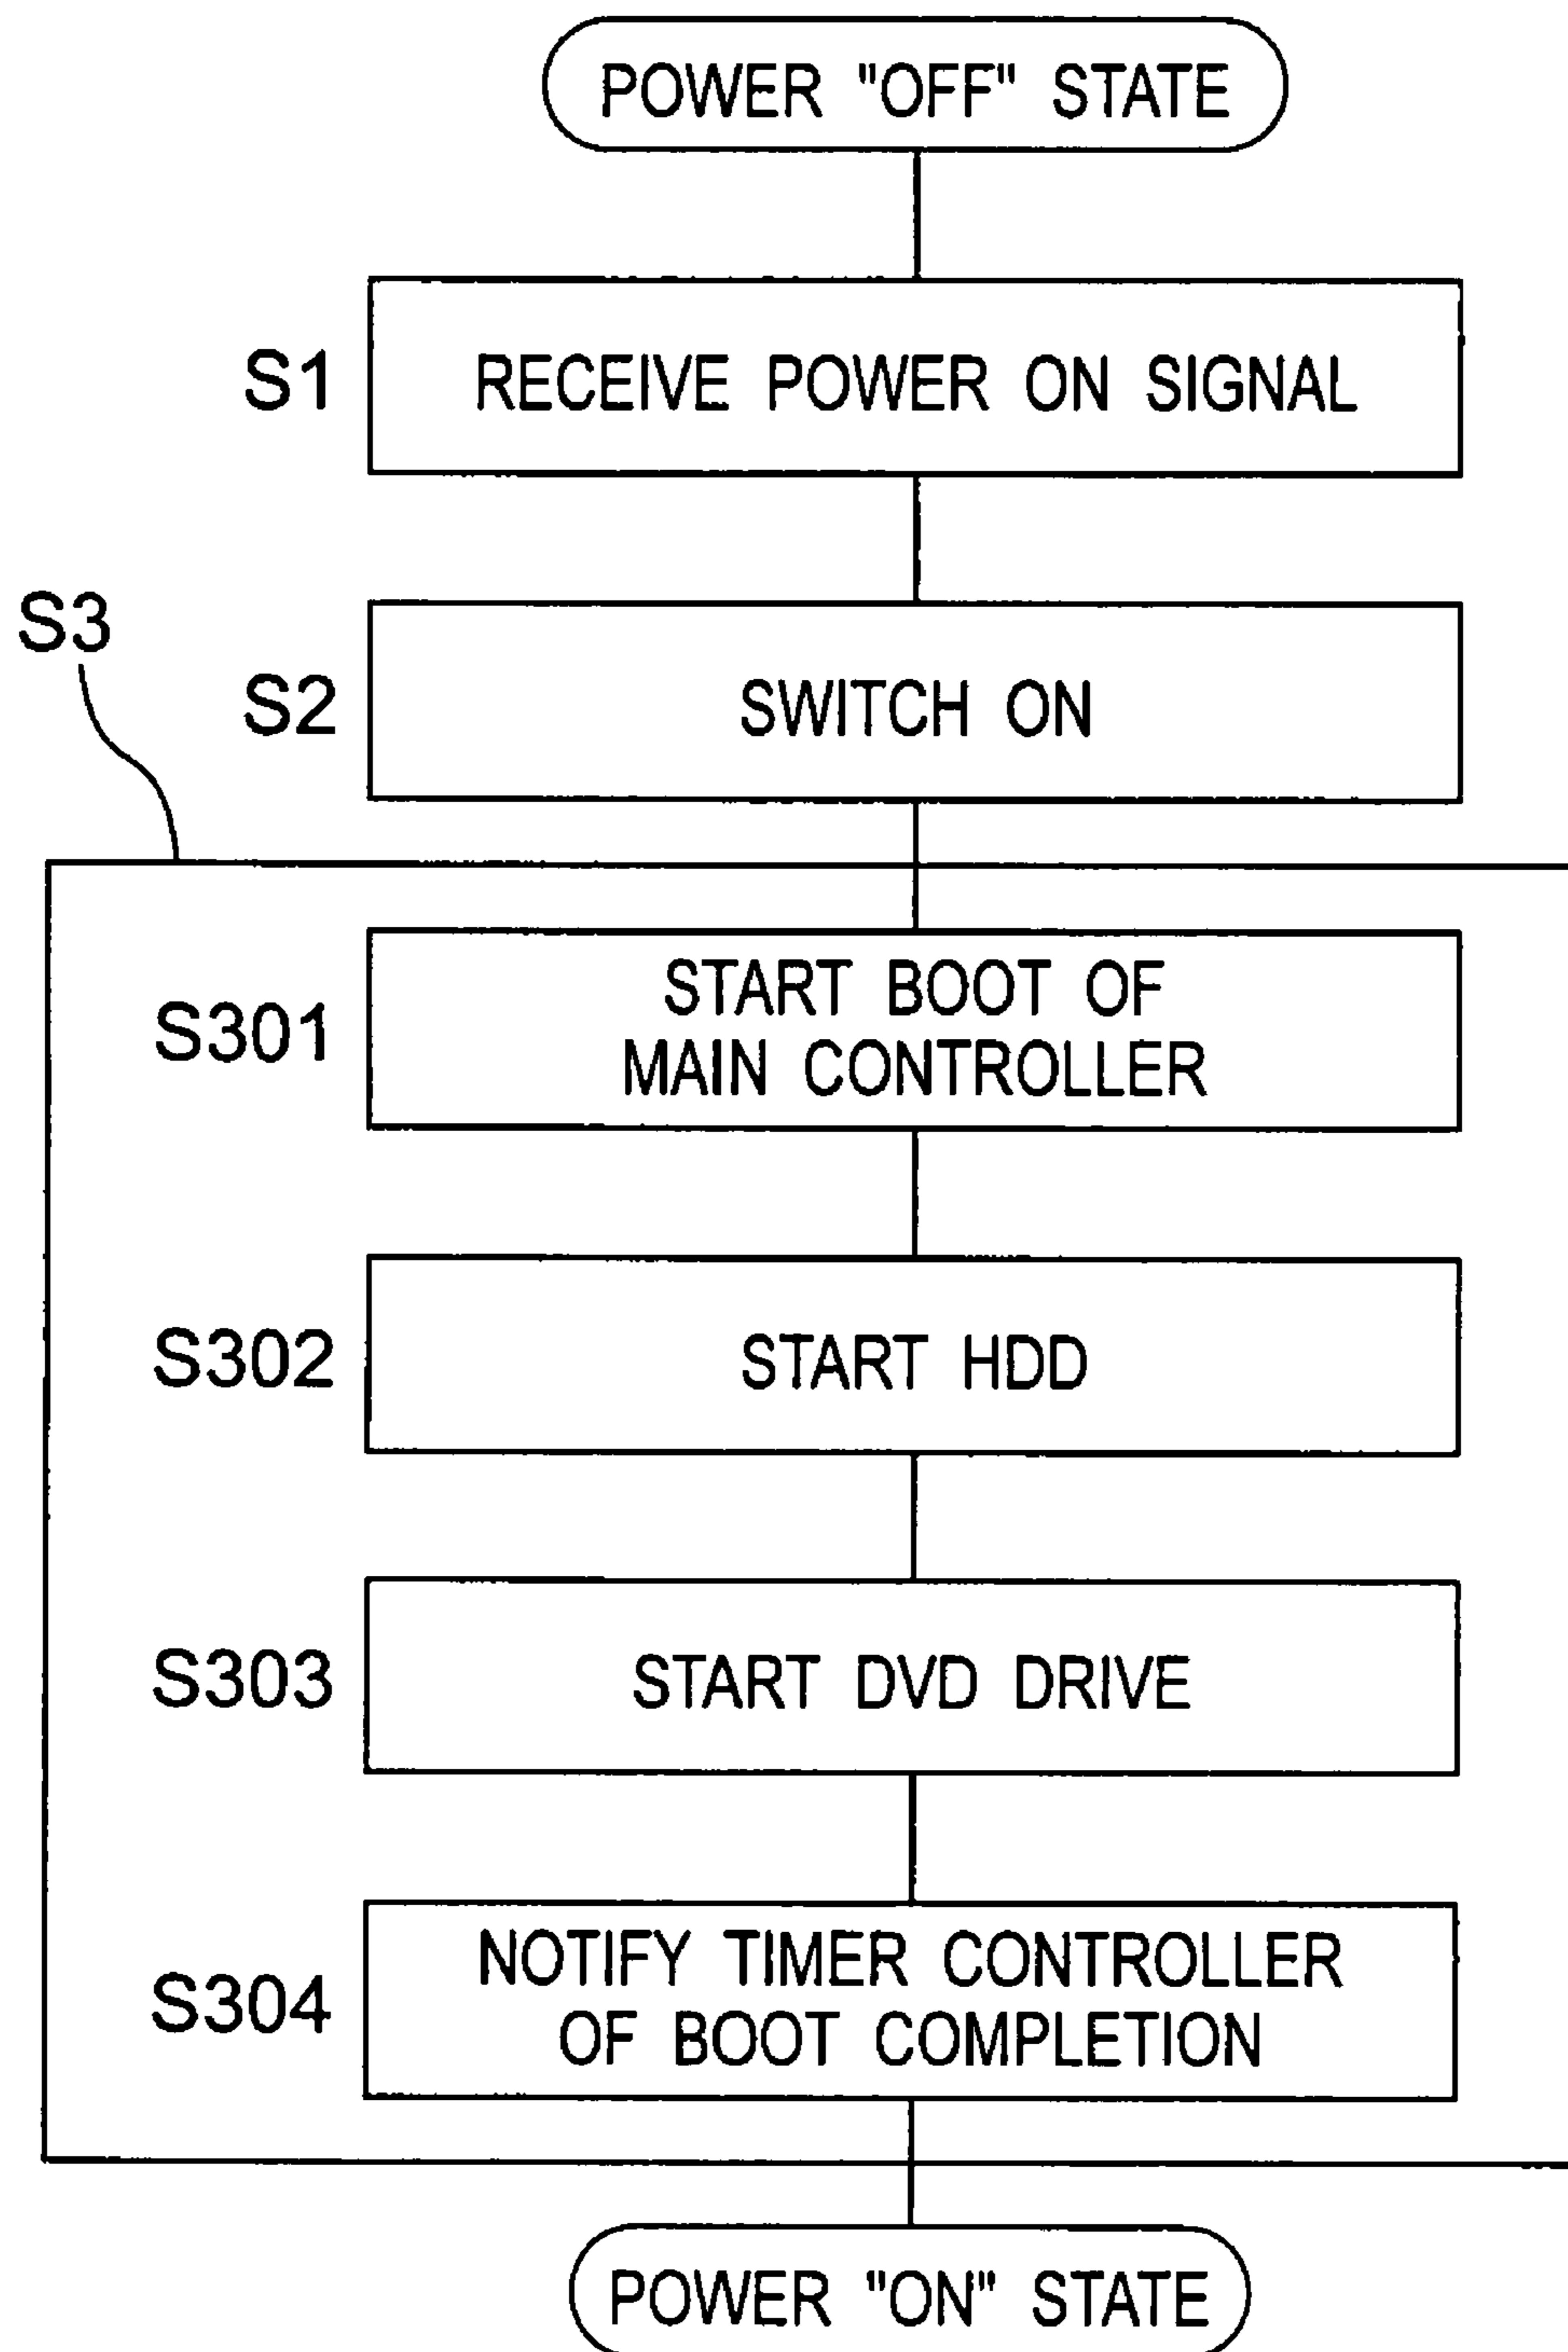 POWER "OFF" STATE
S1
RECEIVE POWER ON SIGNAL
S3
S2
SWITCH ON
S301
START BOOT OF
MAIN CONTROLLER
S302
START HDD
S303
START DVD DRIVE
S304
NOTIFY TIMER CONTROLLER
OF BOOT COMPLETION
POWER "ON" STATE